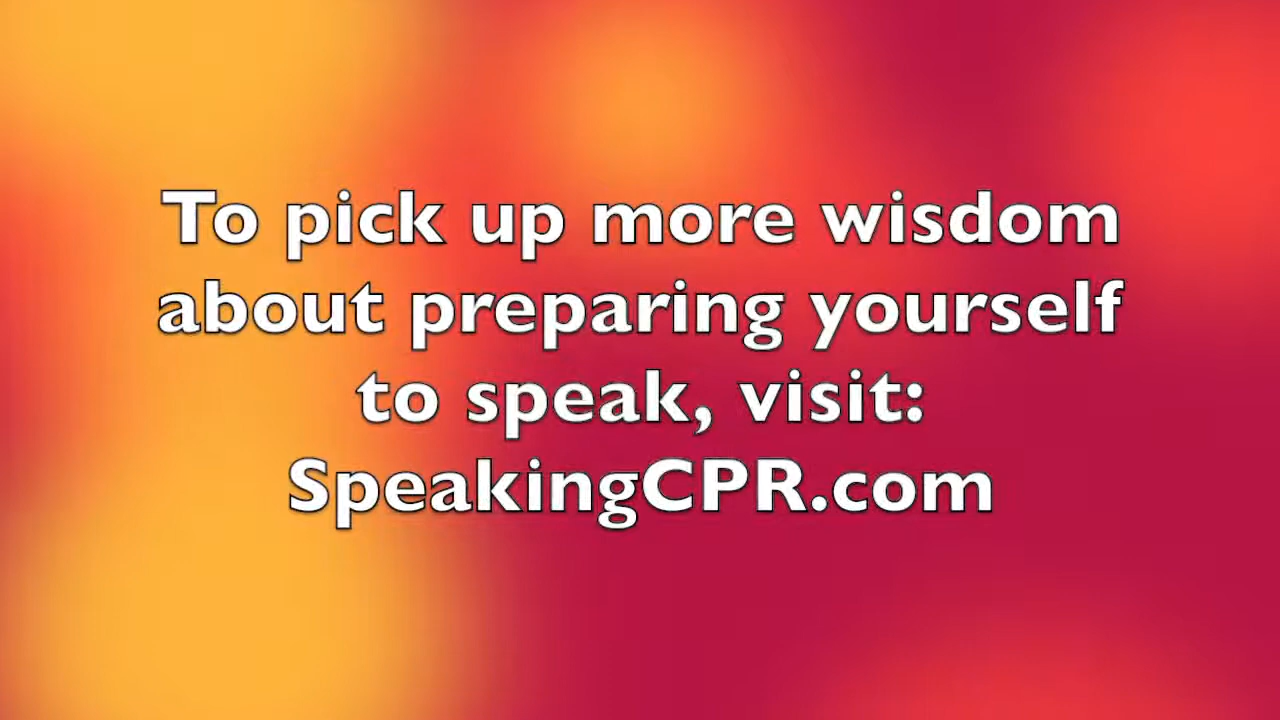 To pick up more wisdom
about preparing yourself
to speak, visit:
SpeakingCPR.com